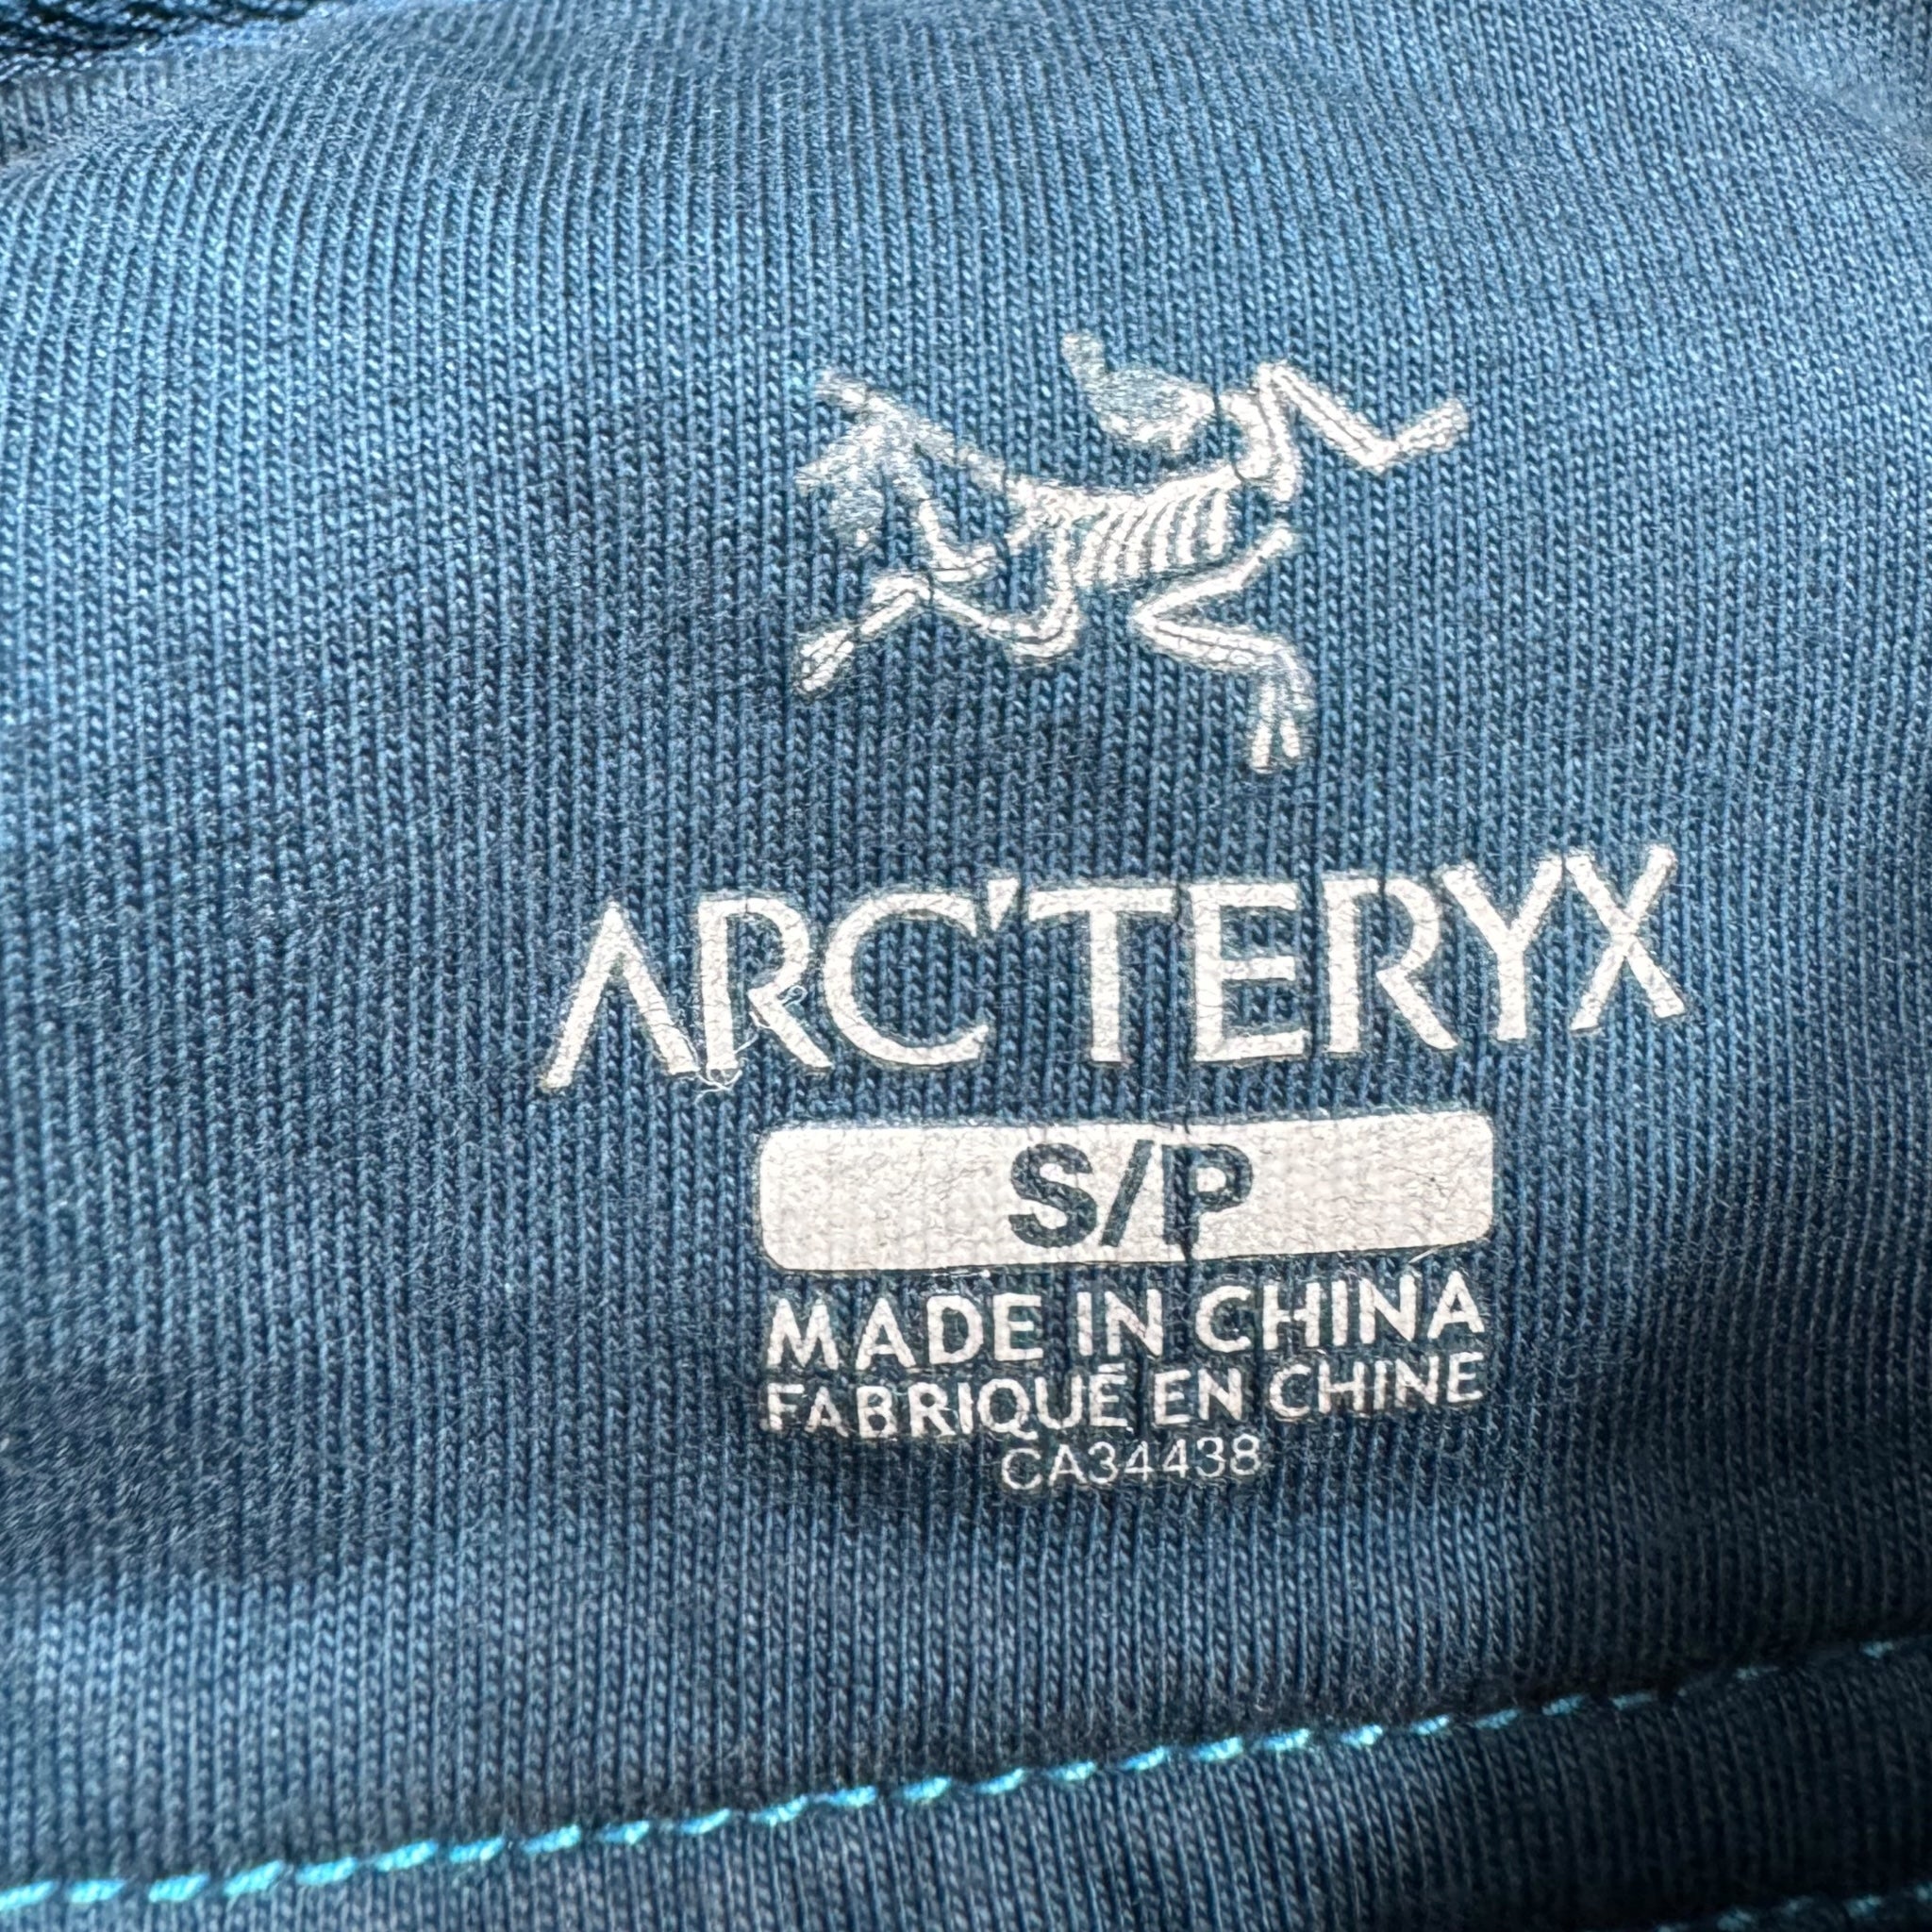 ARC'TERYX
S/P
MADE IN CHINA
FABRIQUÉ EN CHINE
CA34438